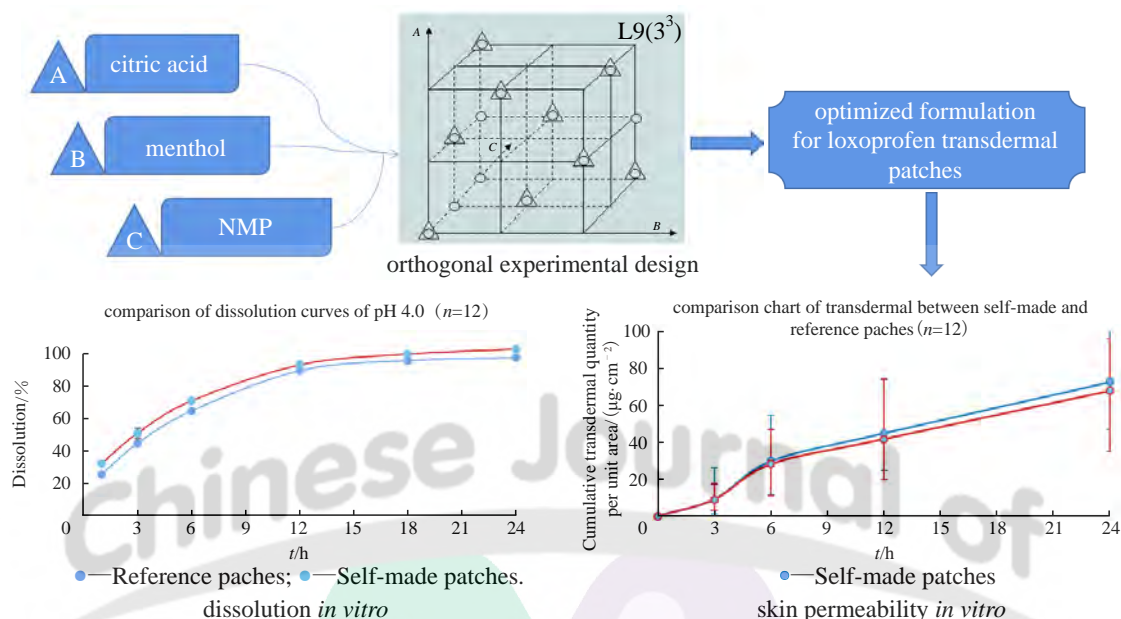 A
citric acid
B
menthol
C
NMP
L9(3³)
A
C
B
orthogonal experimental design
optimized formulation
for loxoprofen transdermal
patches
comparison of dissolution curves of pH 4.0 (n=12)
Dissolution/%
100
80
60
40
20
0
3
6
9
12
15
18
21
24
t/h
Reference paches; Self-made patches.
dissolution in vitro
comparison chart of transdermal between self-made and
reference paches (n=12)
Cumulative transdermal quantity
per unit area/(μg·cm⁻²)
100
80
60
40
20
0
3
6
9
12
15
18
21
24
t/h
Self-made patches
skin permeability in vitro
Chinese Journal of